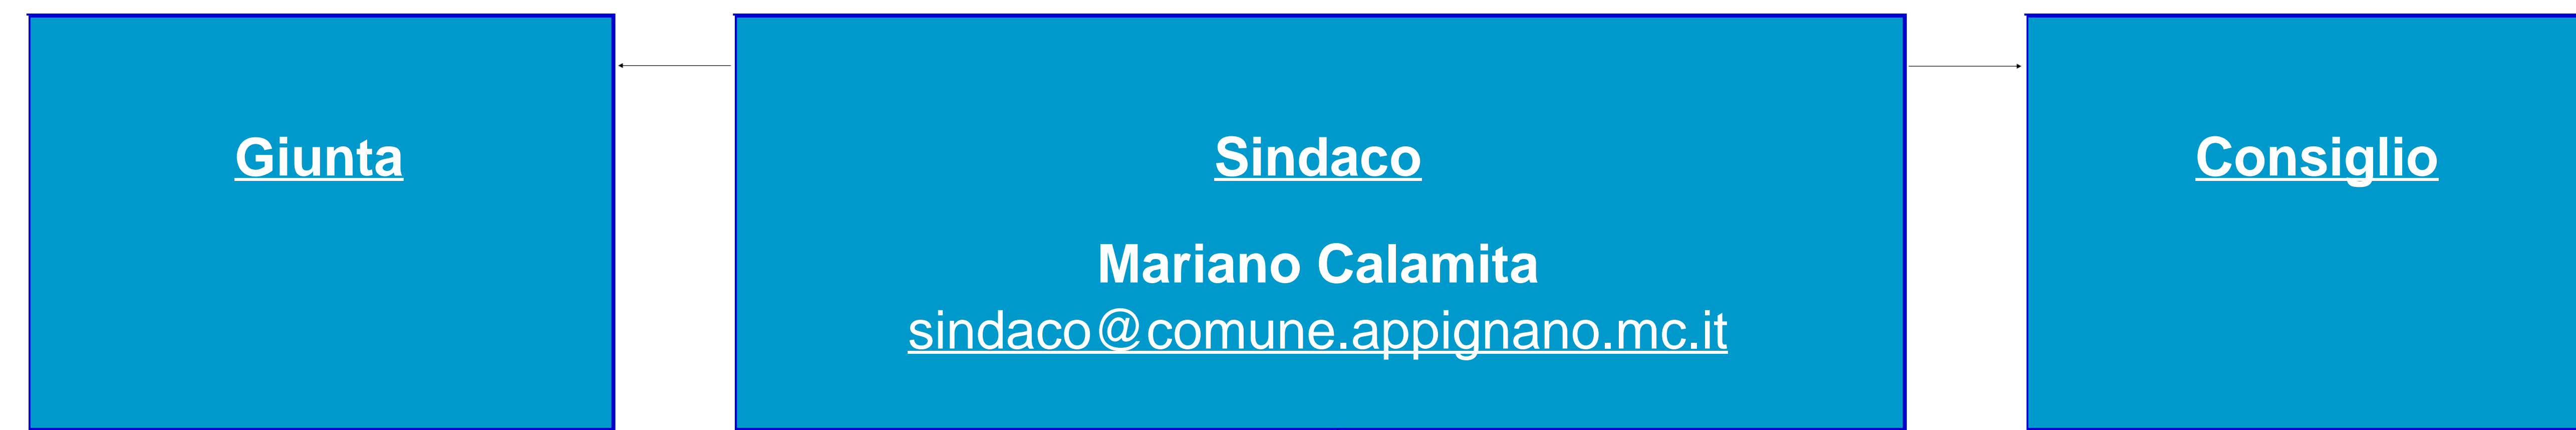 Giunta
Sindaco
Mariano Calamita
sindaco@comune.appignano.mc.it
Consiglio